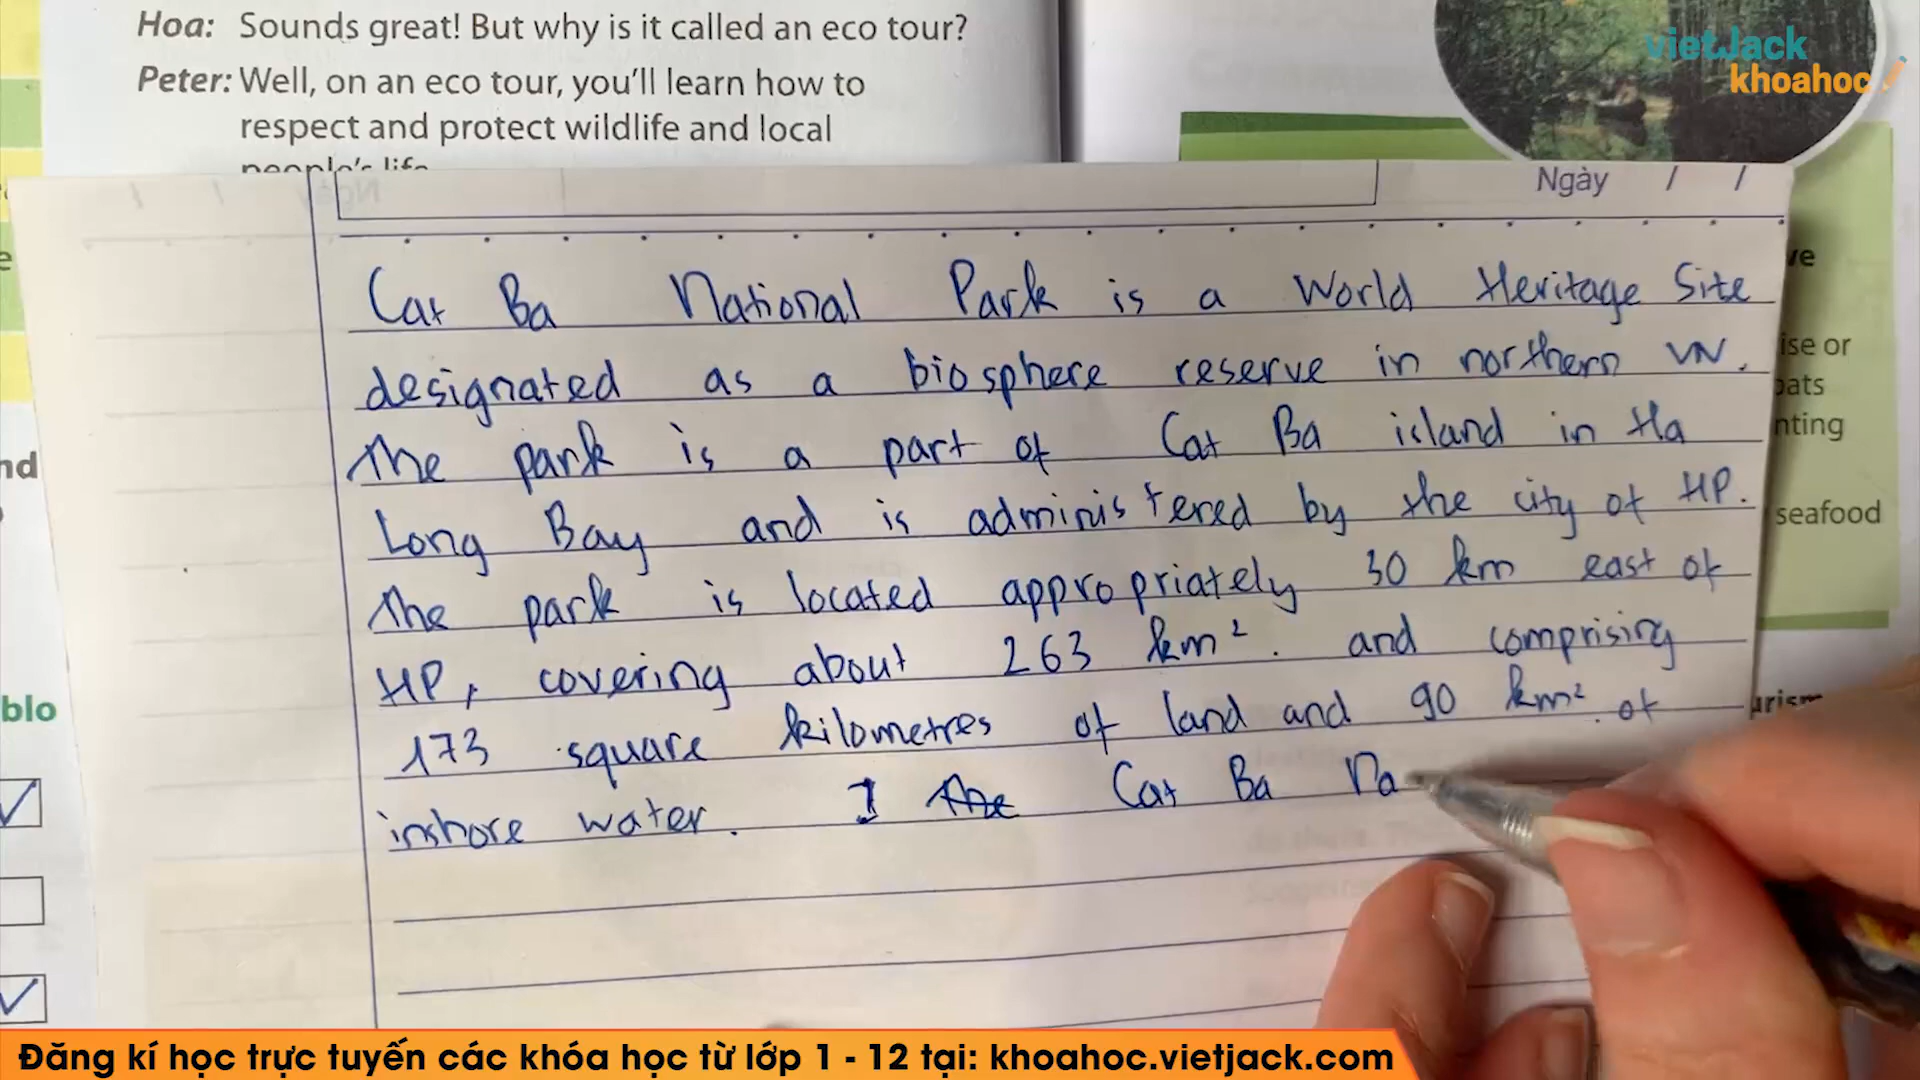 Hoa: Sounds great! But why is it called an eco tour?
Peter: Well, on an eco tour, you'll learn how to
respect and protect wildlife and local
people's life
vietJack
khoahoc
Ngày / /
Cat Ba National Park is a World Heritage Site
designated as a biosphere reserve in northern VN.
The park is a part of Cat Ba island in Ha
Long Bay and is administered by the city of HP.
The park is located appropriately 30 km east of
HP, covering about 263 km². and comprising
173 square kilometres of land and 90 km². of
inshore water. I The Cat Ba Na
ve
ise or
oats
nting
seafood
urism
nd
blo
Đăng kí học trực tuyến các khóa học từ lớp 1 - 12 tại: khoahoc.vietjack.com